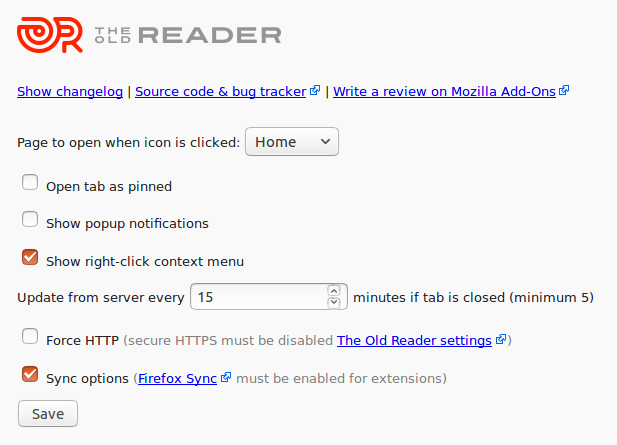 THE OLD READER
Show changelog | Source code & bug tracker | Write a review on Mozilla Add-Ons
Page to open when icon is clicked: Home
Open tab as pinned
Show popup notifications
Show right-click context menu
Update from server every 15 minutes if tab is closed (minimum 5)
Force HTTP (secure HTTPS must be disabled The Old Reader settings)
Sync options (Firefox Sync must be enabled for extensions)
Save